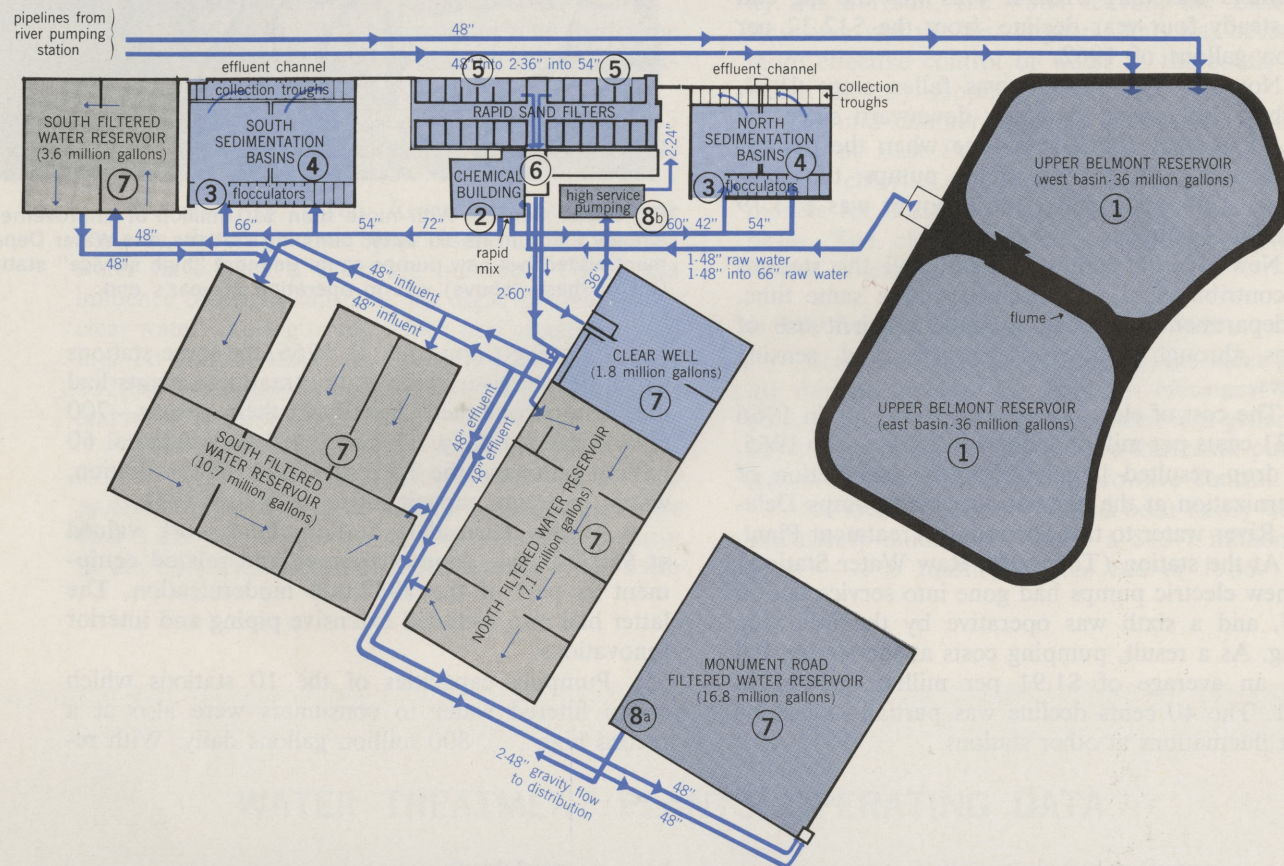 pipelines from
river pumping
station
48"
48" into 2-36" into 54"
effluent channel
collection troughs
5
5
RAPID SAND FILTERS
effluent channel
collection
troughs
SOUTH FILTERED
WATER RESERVOIR
(3.6 million gallons)
7
SOUTH
SEDIMENTATION
BASINS
4
3
flocculators
6
CHEMICAL
BUILDING
2
rapid
mix
high service
pumping
8b
2-24"
NORTH
SEDIMENTATION
BASINS
4
3
flocculators
UPPER BELMONT RESERVOIR
(west basin-36 million gallons)
1
48"
48"
66"
54"
72"
60"
42"
54"
1-48" raw water
1-48" into 66" raw water
48" influent
48" influent
2-60"
36"
flume
CLEAR WELL
(1.8 million gallons)
7
UPPER BELMONT RESERVOIR
(east basin-36 million gallons)
1
SOUTH FILTERED
WATER RESERVOIR
(10.7 million gallons)
7
48" effluent
48" effluent
NORTH FILTERED WATER RESERVOIR
(7.1 million gallons)
7
MONUMENT ROAD
FILTERED WATER RESERVOIR
(16.8 million gallons)
7
8a
2-48" gravity flow
to distribution
48"
48"